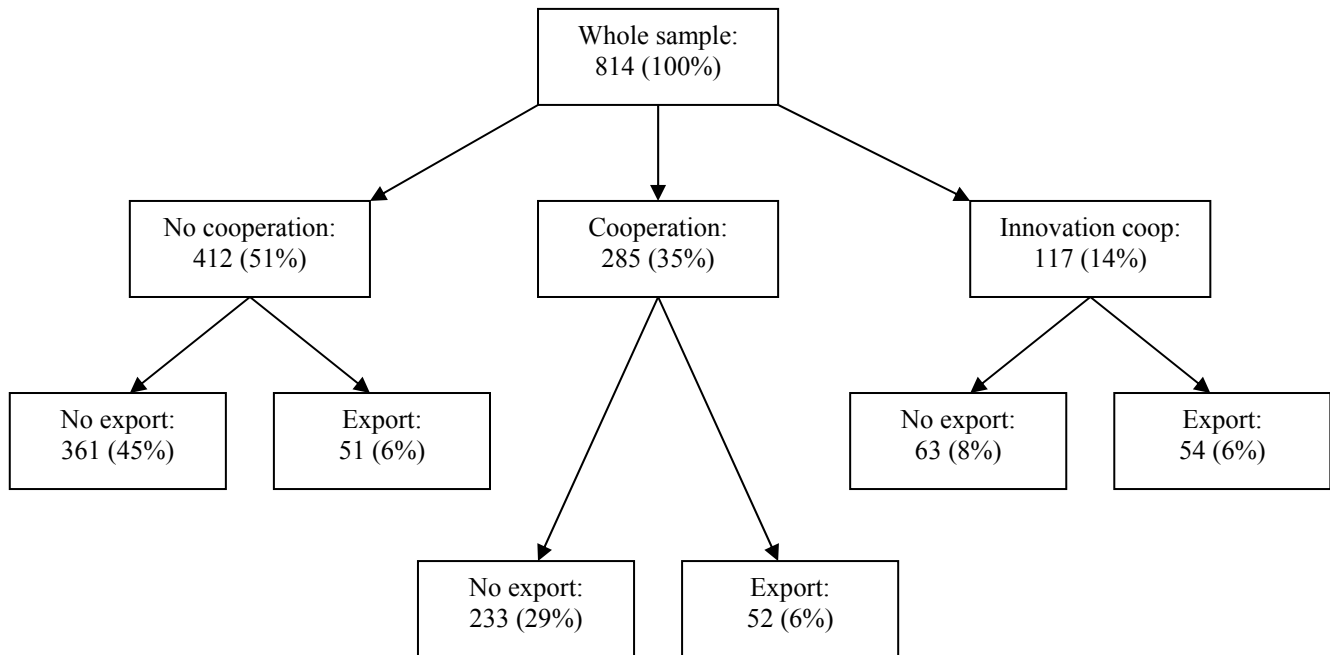 Whole sample:
814 (100%)
No cooperation:
412 (51%)
Cooperation:
285 (35%)
Innovation coop:
117 (14%)
No export:
361 (45%)
Export:
51 (6%)
No export:
63 (8%)
Export:
54 (6%)
No export:
233 (29%)
Export:
52 (6%)